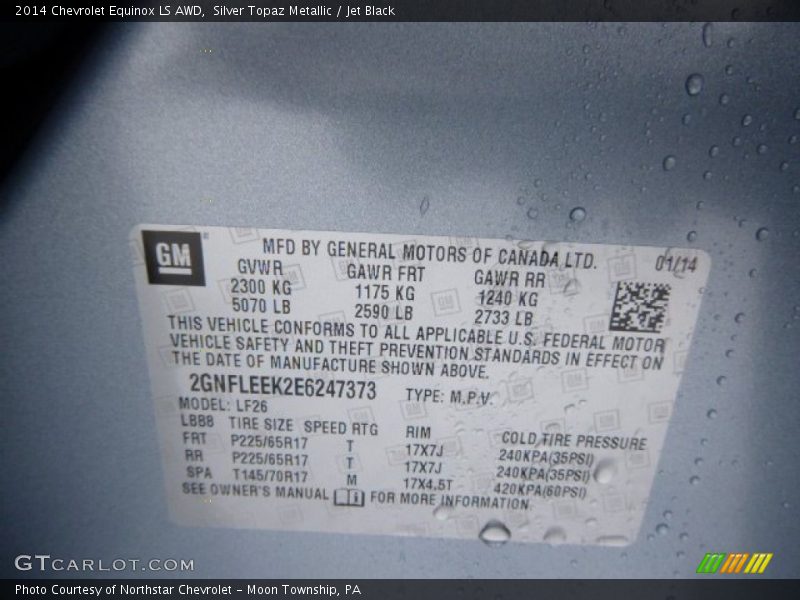 2014 Chevrolet Equinox LS AWD, Silver Topaz Metallic / Jet Black
GM
MFD BY GENERAL MOTORS OF CANADA LTD. 01/14
GVWR GAWR FRT GAWR RR
2300 KG 1175 KG 1240 KG
5070 LB 2590 LB 2733 LB
THIS VEHICLE CONFORMS TO ALL APPLICABLE U.S. FEDERAL MOTOR
VEHICLE SAFETY AND THEFT PREVENTION STANDARDS IN EFFECT ON
THE DATE OF MANUFACTURE SHOWN ABOVE.
2GNFLEEK2E6247373 TYPE: M.P.V.
MODEL: LF26
LBB8 TIRE SIZE SPEED RTG RIM COLD TIRE PRESSURE
FRT P225/65R17 T 17X7J 240KPA(35PSI)
RR P225/65R17 T 17X7J 240KPA(35PSI)
SPA T145/70R17 M 17X4.5T 420KPA(60PSI)
SEE OWNER'S MANUAL FOR MORE INFORMATION
GTCARLOT.COM
Photo Courtesy of Northstar Chevrolet - Moon Township, PA